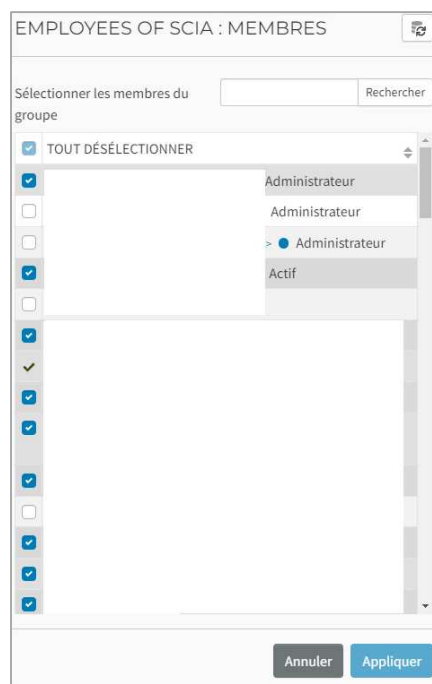 EMPLOYEES OF SCIA : MEMBRES
Sélectionner les membres du
groupe
Rechercher
TOUT DÉSÉLECTIONNER
Administrateur
Administrateur
> Administrateur
Actif
Annuler
Appliquer